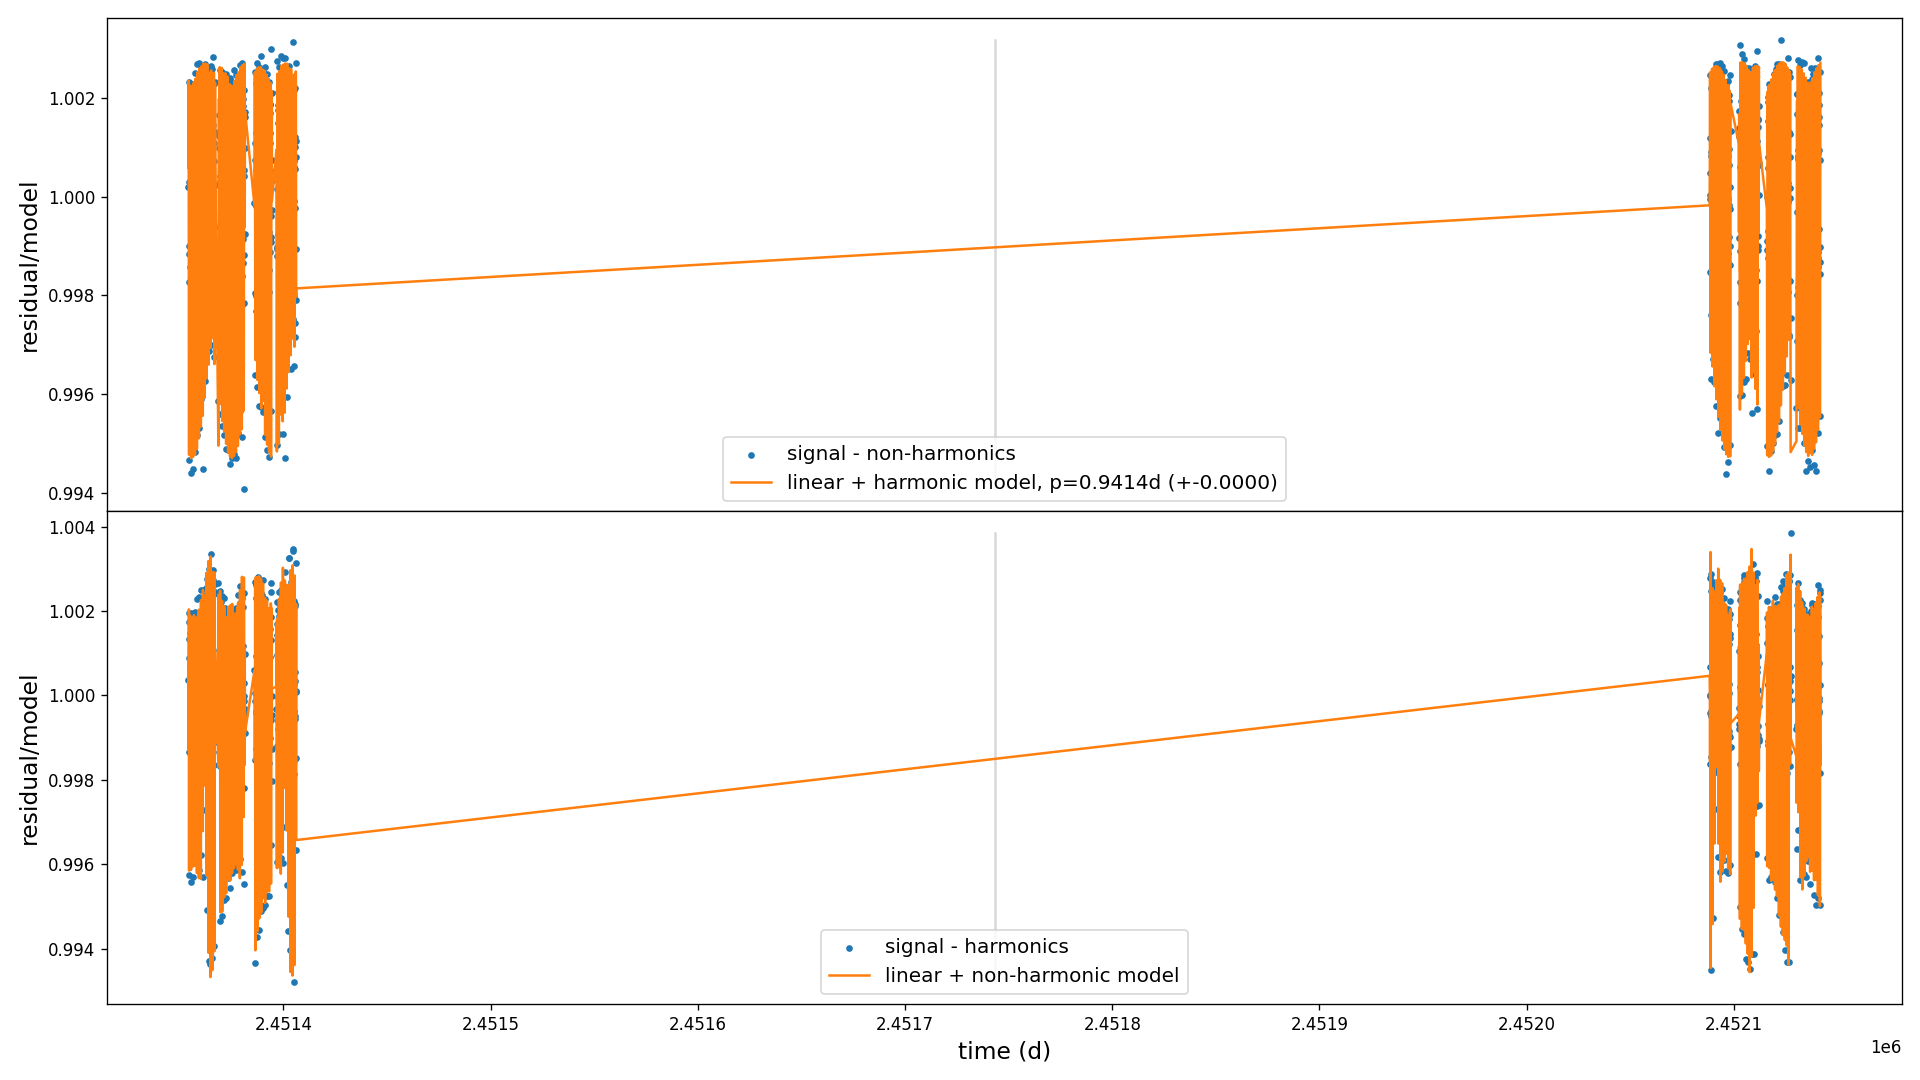 1.002
1.000
0.998
0.996
0.994
residual/model
signal - non-harmonics
linear + harmonic model, p=0.9414d (+-0.0000)
1.004
1.002
1.000
0.998
0.996
0.994
residual/model
signal - harmonics
linear + non-harmonic model
2.4514 2.4515 2.4516 2.4517 2.4518 2.4519 2.4520 2.4521
1e6
time (d)